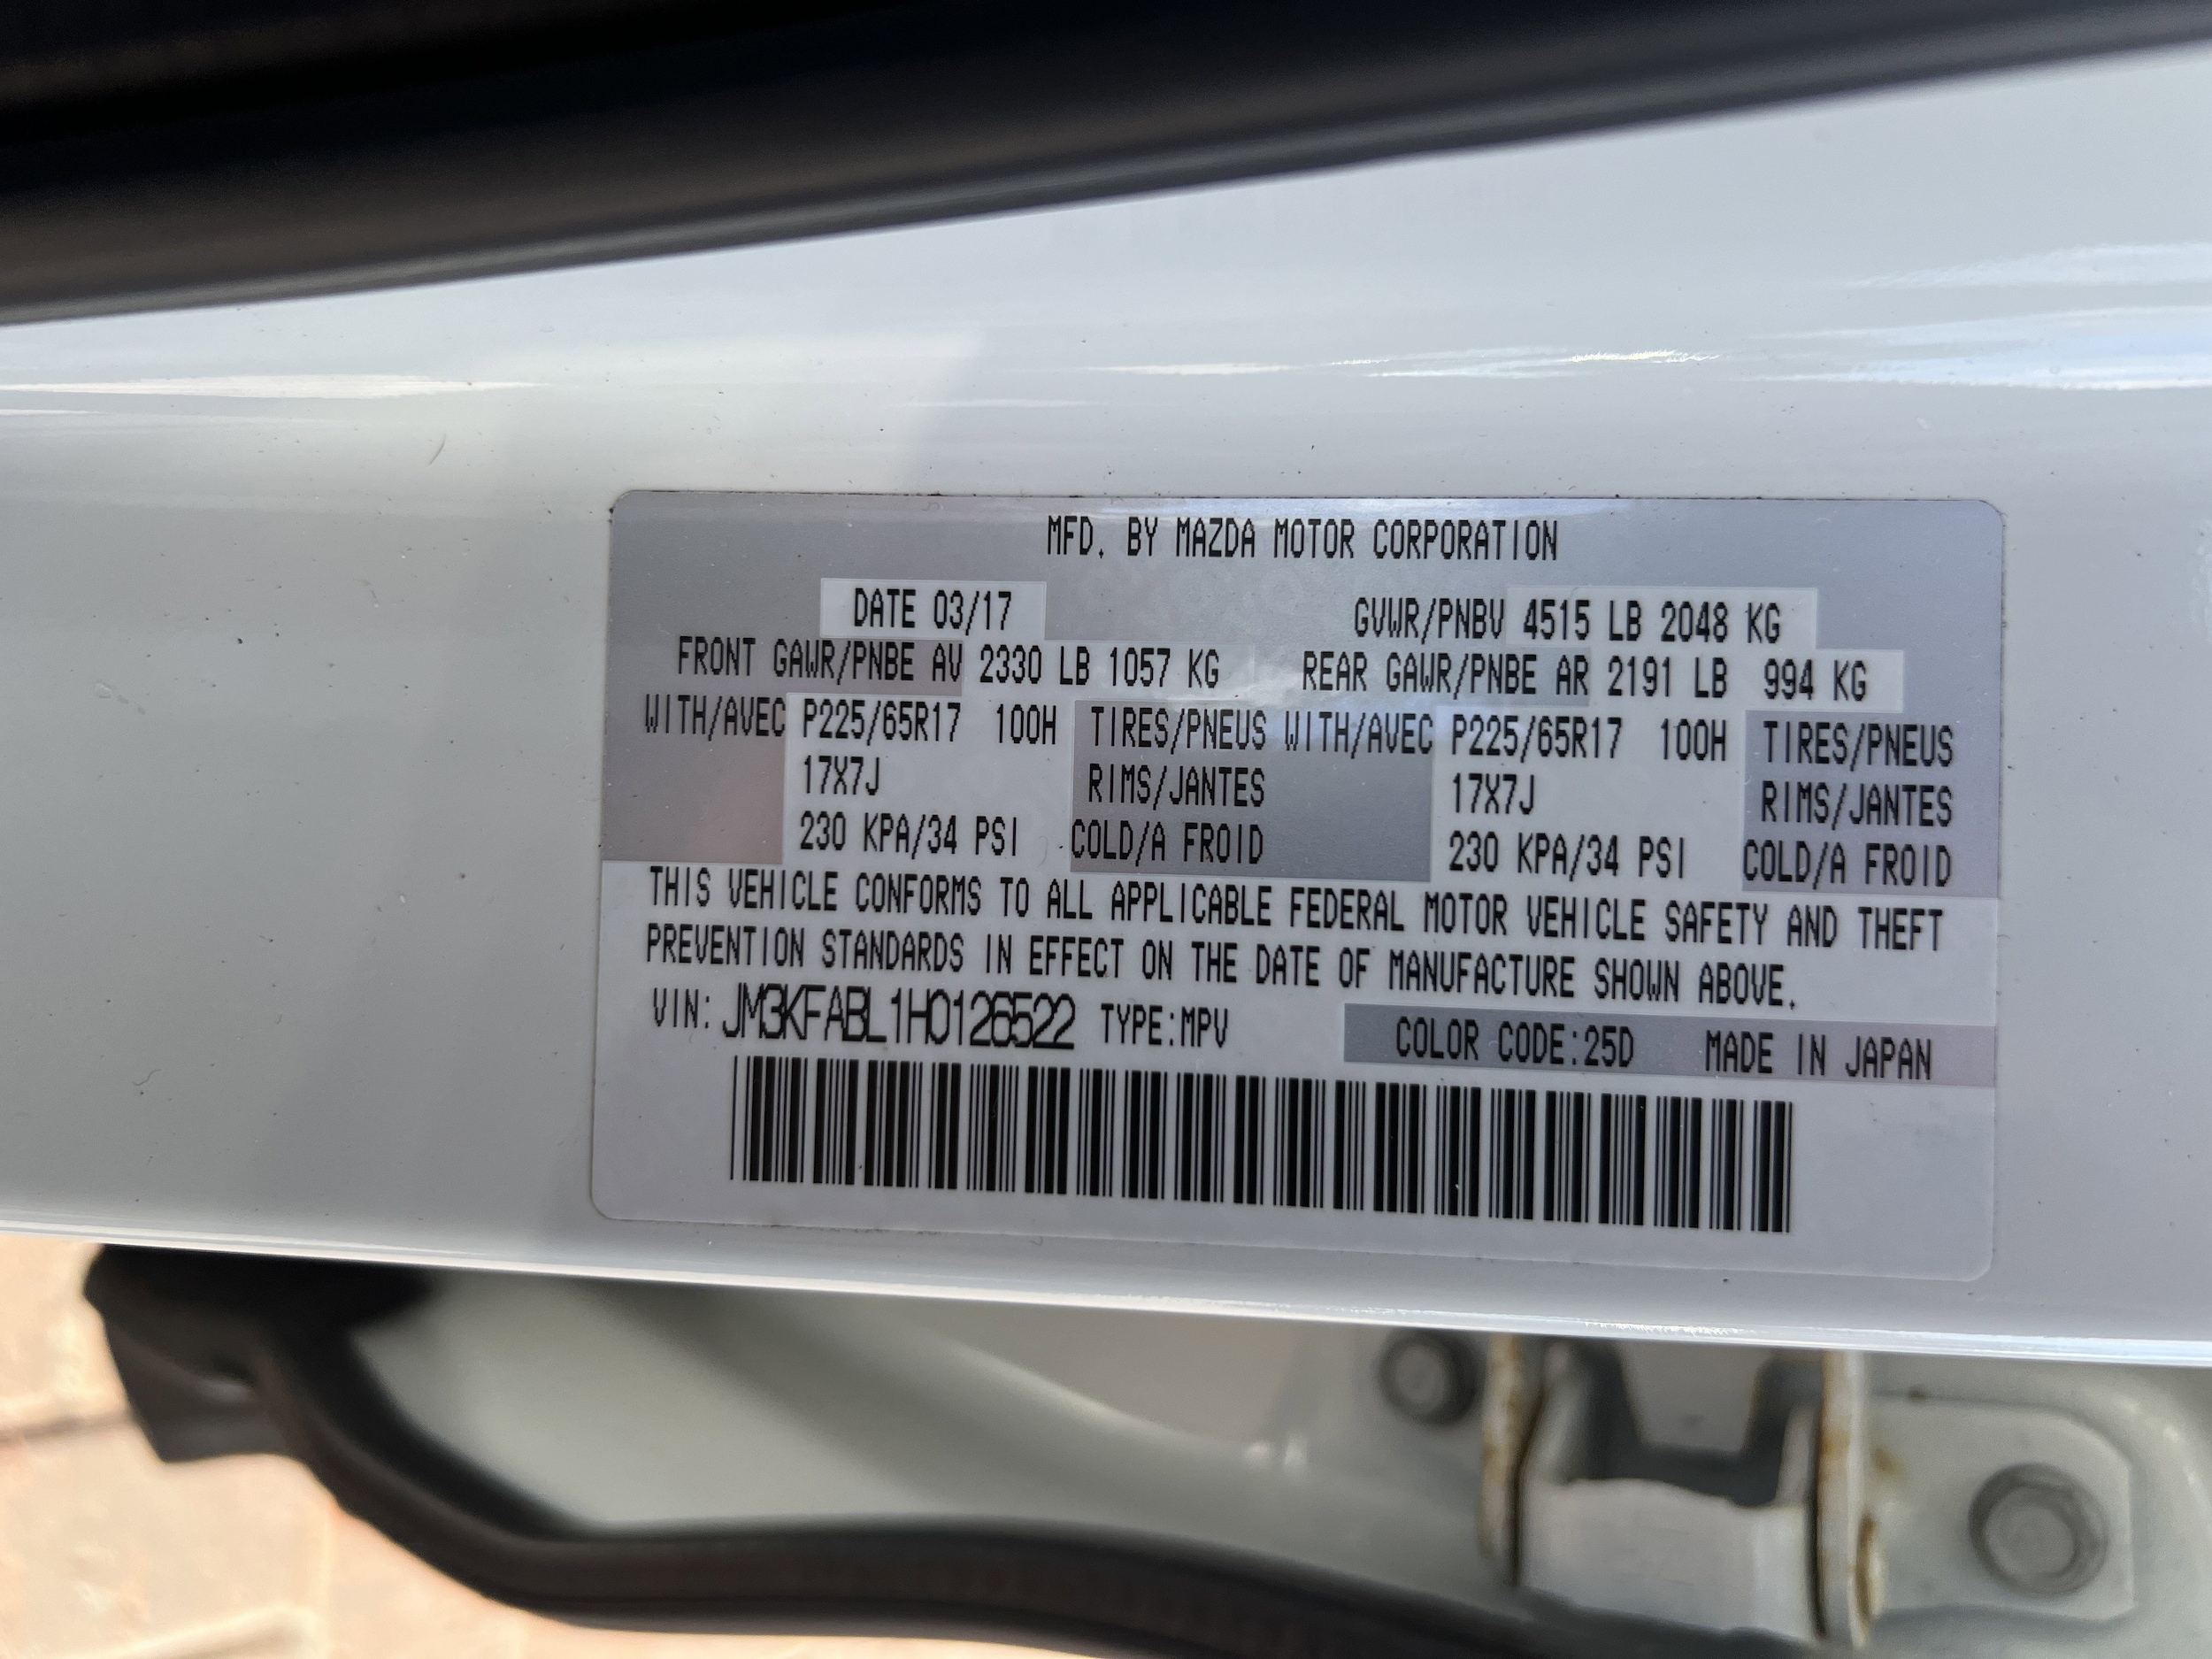 MFD. BY MAZDA MOTOR CORPORATION
DATE 03/17 GVWR/PNBV 4515 LB 2048 KG
FRONT GAWR/PNBE AV 2330 LB 1057 KG REAR GAWR/PNBE AR 2191 LB 994 KG
WITH/AVEC P225/65R17 100H TIRES/PNEUS WITH/AVEC P225/65R17 100H TIRES/PNEUS
17X7J RIMS/JANTES 17X7J RIMS/JANTES
230 KPA/34 PSI COLD/A FROID 230 KPA/34 PSI COLD/A FROID
THIS VEHICLE CONFORMS TO ALL APPLICABLE FEDERAL MOTOR VEHICLE SAFETY AND THEFT
PREVENTION STANDARDS IN EFFECT ON THE DATE OF MANUFACTURE SHOWN ABOVE.
VIN: JM3KFABL1H0126522 TYPE:MPV COLOR CODE:25D MADE IN JAPAN